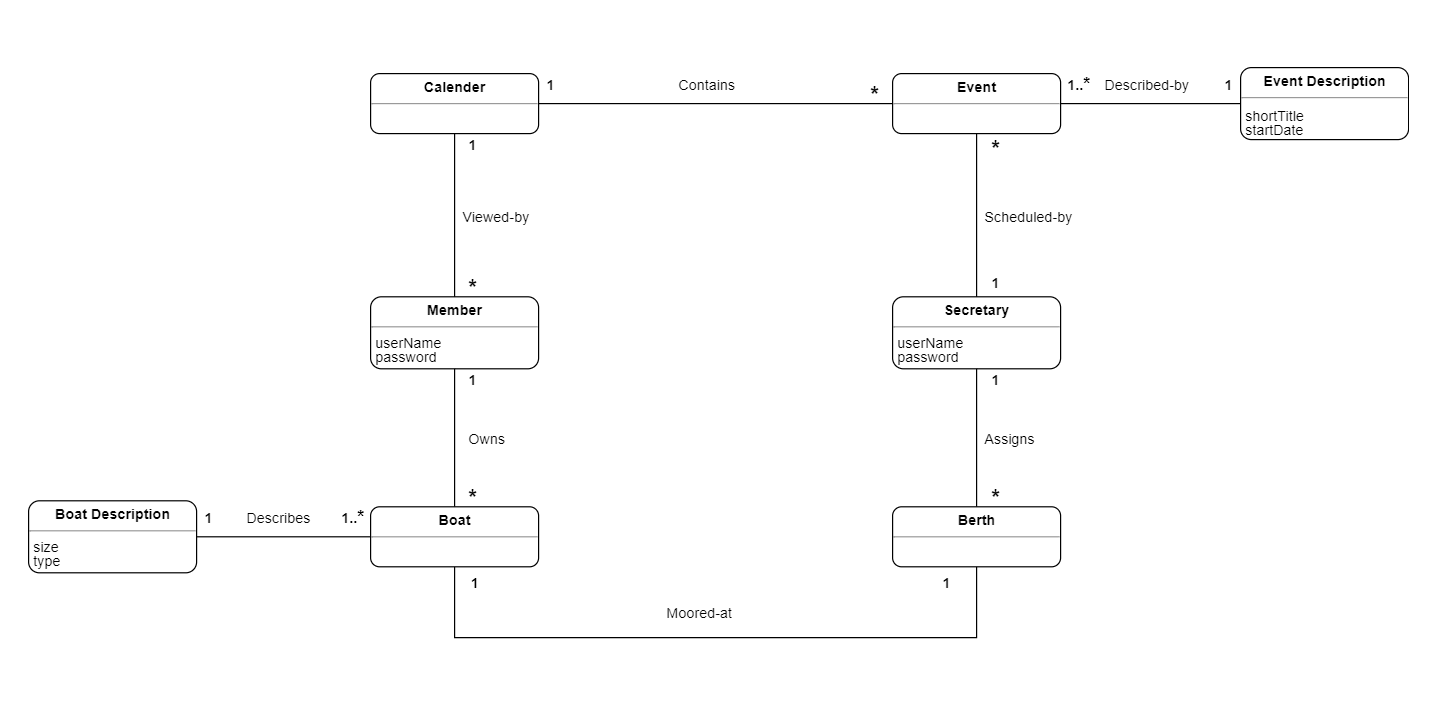 Calender
1
Contains
*
Event
1..*
Described-by
1
Event Description
shortTitle
startDate
1
*
Viewed-by
Scheduled-by
*
1
Member
userName
password
Secretary
userName
password
1
1
Owns
Assigns
*
*
Boat Description
size
type
1
Describes
1..*
Boat
Berth
1
1
Moored-at